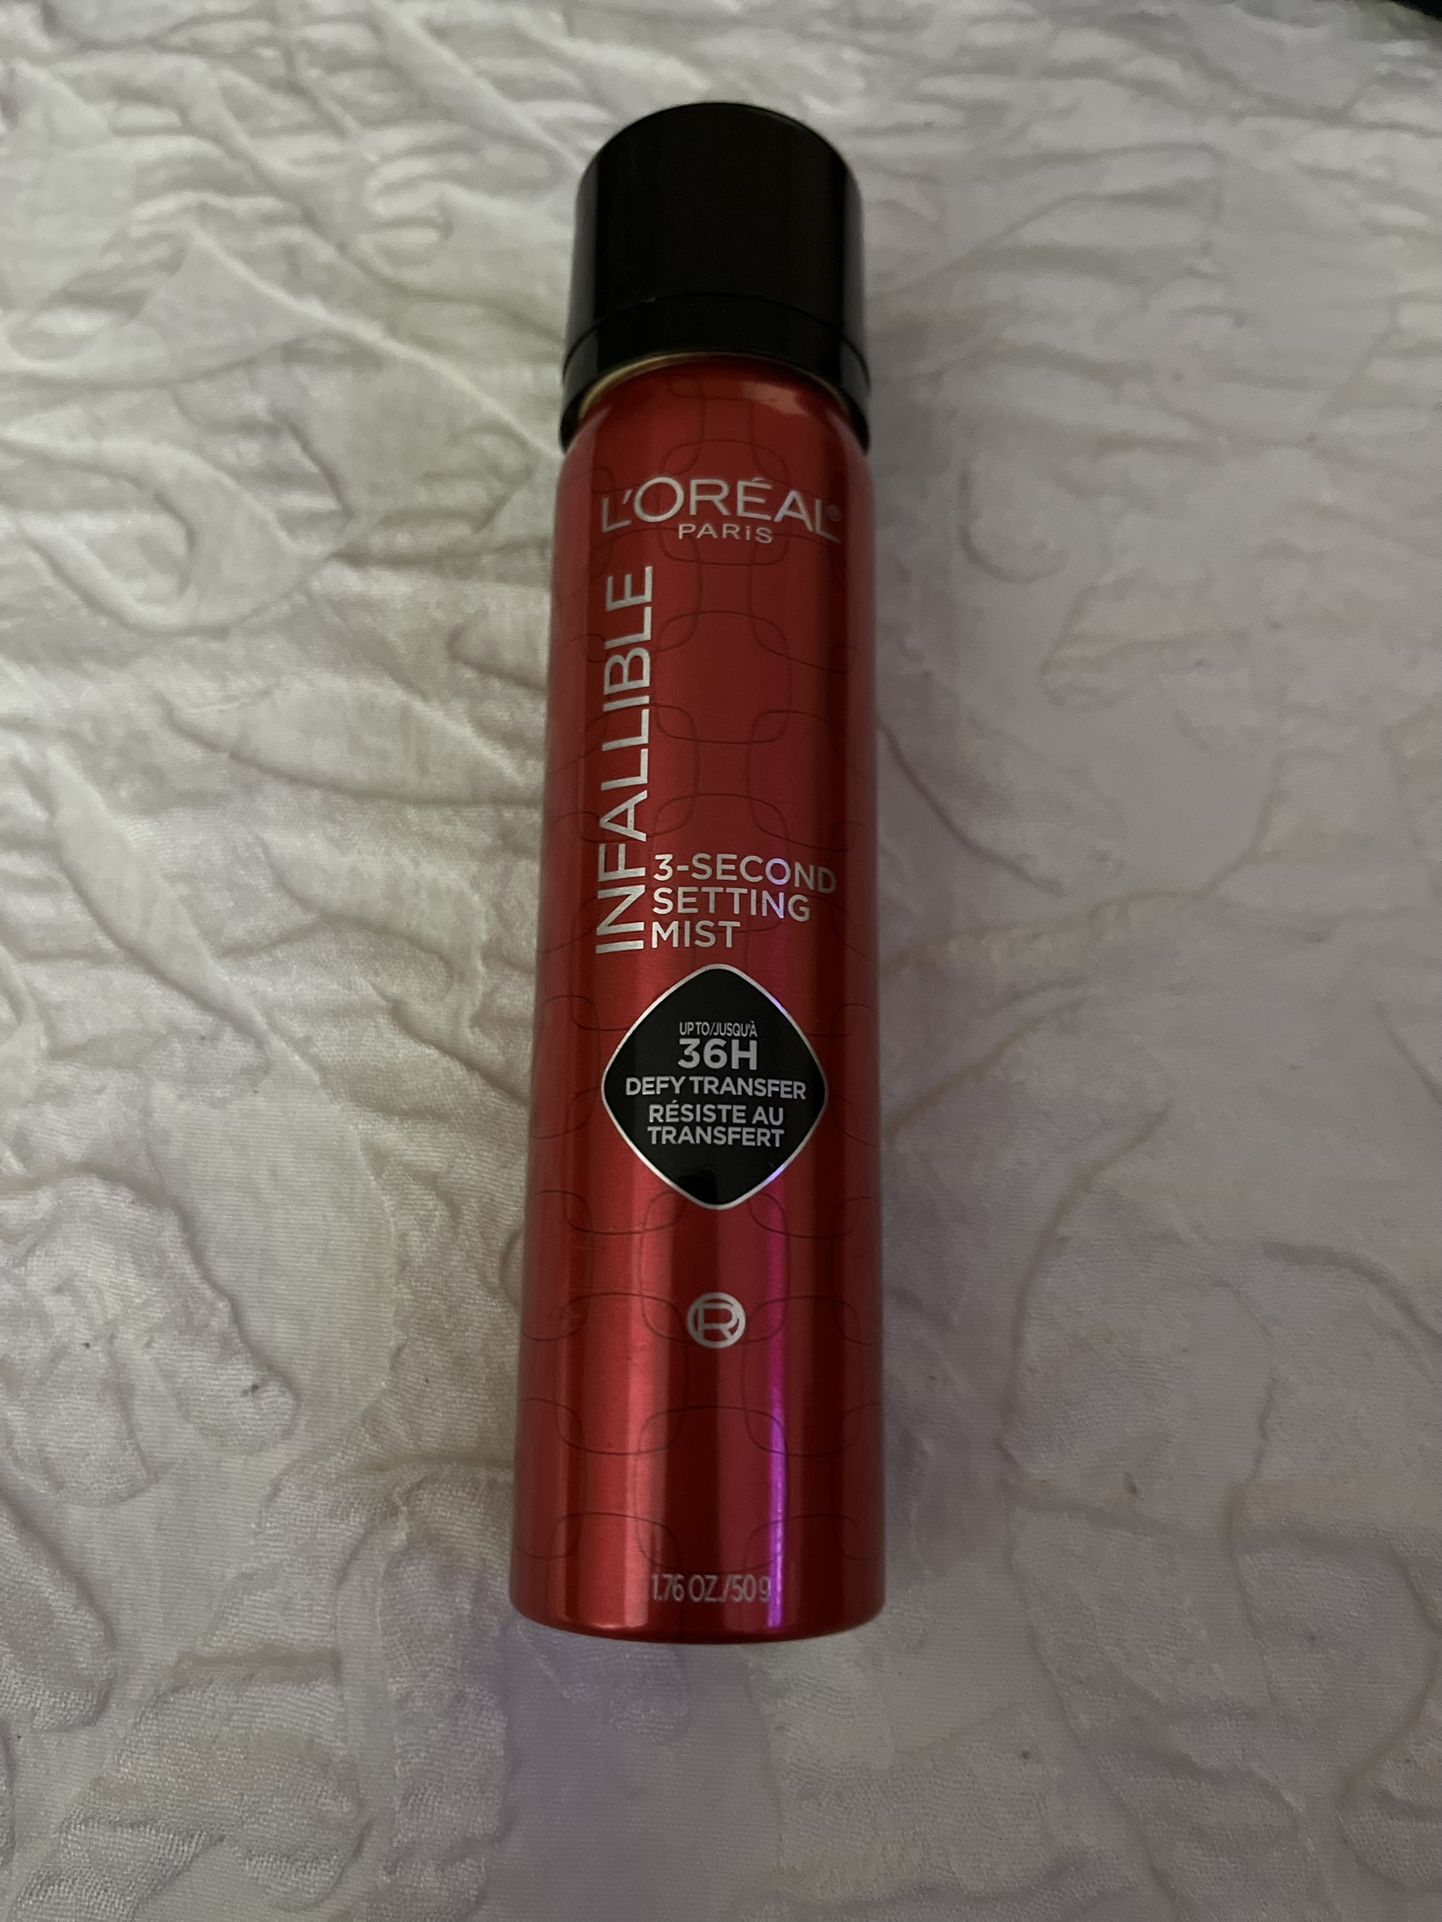 L'ORÉAL®
PARiS
INFALLIBLE
3-SECOND
SETTING
MIST
UP TO/JUSQU'À
36H
DEFY TRANSFER
RÉSISTE AU
TRANSFERT
R
1.76 OZ./50 g